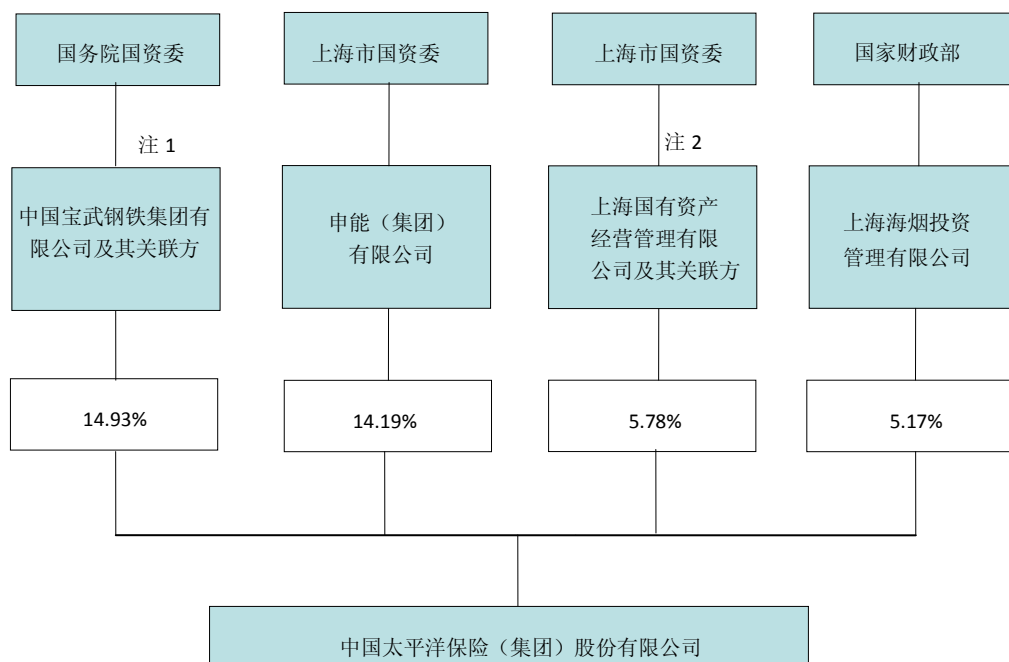 国务院国资委
上海市国资委
上海市国资委
国家财政部
注 1
注 2
中国宝武钢铁集团有
限公司及其关联方
申能（集团）
有限公司
上海国有资产
经营管理有限
公司及其关联方
上海海烟投资
管理有限公司
14.93%
14.19%
5.78%
5.17%
中国太平洋保险（集团）股份有限公司